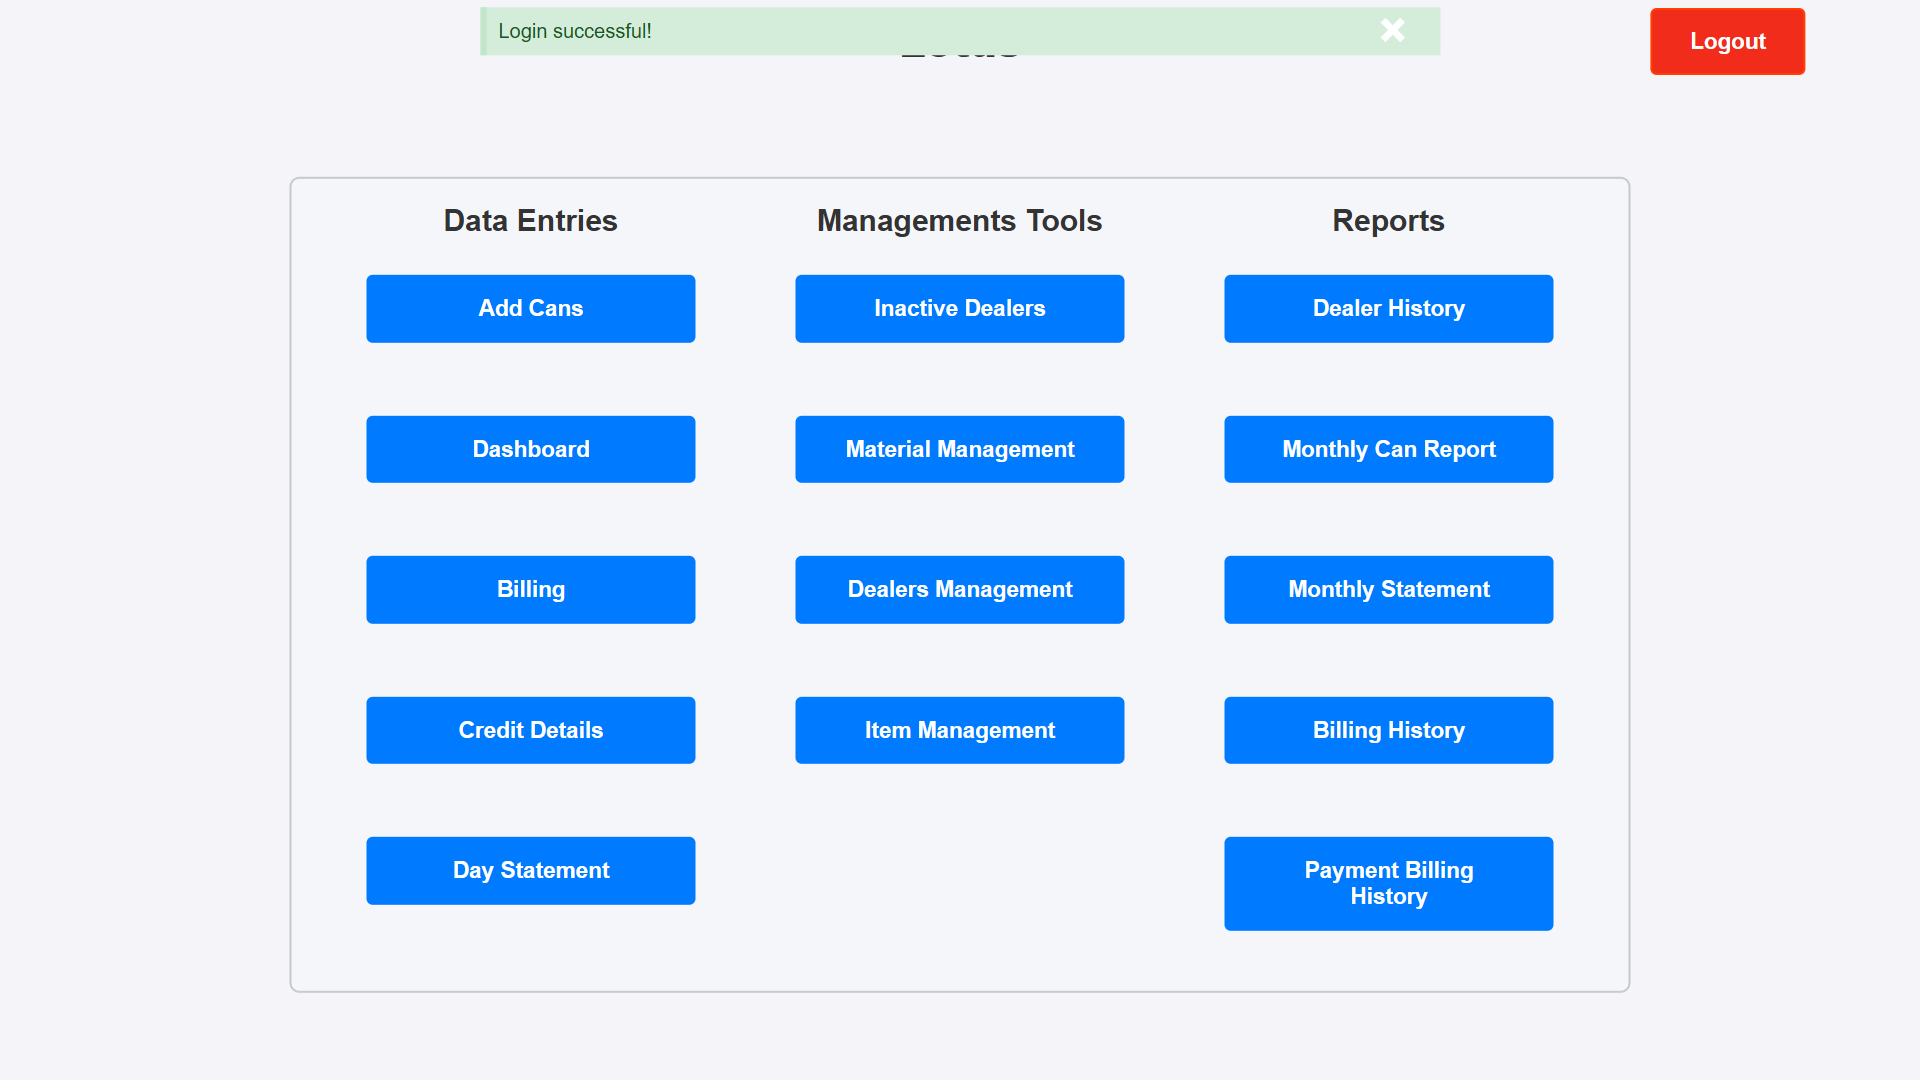 Login successful!
Logout
Data Entries
Add Cans
Dashboard
Billing
Credit Details
Day Statement
Managements Tools
Inactive Dealers
Material Management
Dealers Management
Item Management
Reports
Dealer History
Monthly Can Report
Monthly Statement
Billing History
Payment Billing
History